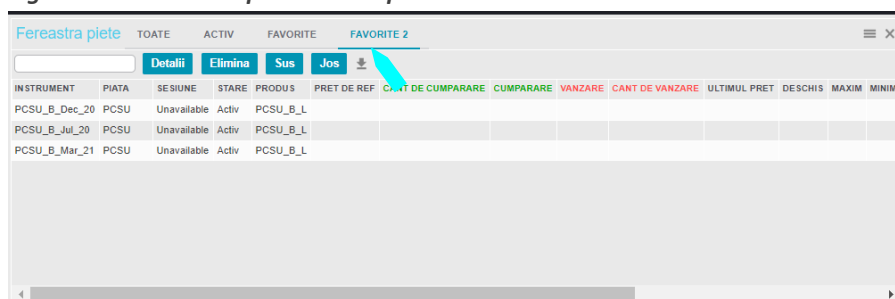 Fereastra piete TOATE ACTIV FAVORITE FAVORITE 2
Detalii Elimina Sus Jos
INSTRUMENT PIATA SESIUNE STARE PRODUS PRET DE REF CANT DE CUMPARARE CUMPARARE VANZARE CANT DE VANZARE ULTIMUL PRET DESCHIS MAXIM MINIM
PCSU_B_Dec_20 PCSU Unavailable Activ PCSU_B_L
PCSU_B_Jul_20 PCSU Unavailable Activ PCSU_B_L
PCSU_B_Mar_21 PCSU Unavailable Activ PCSU_B_L